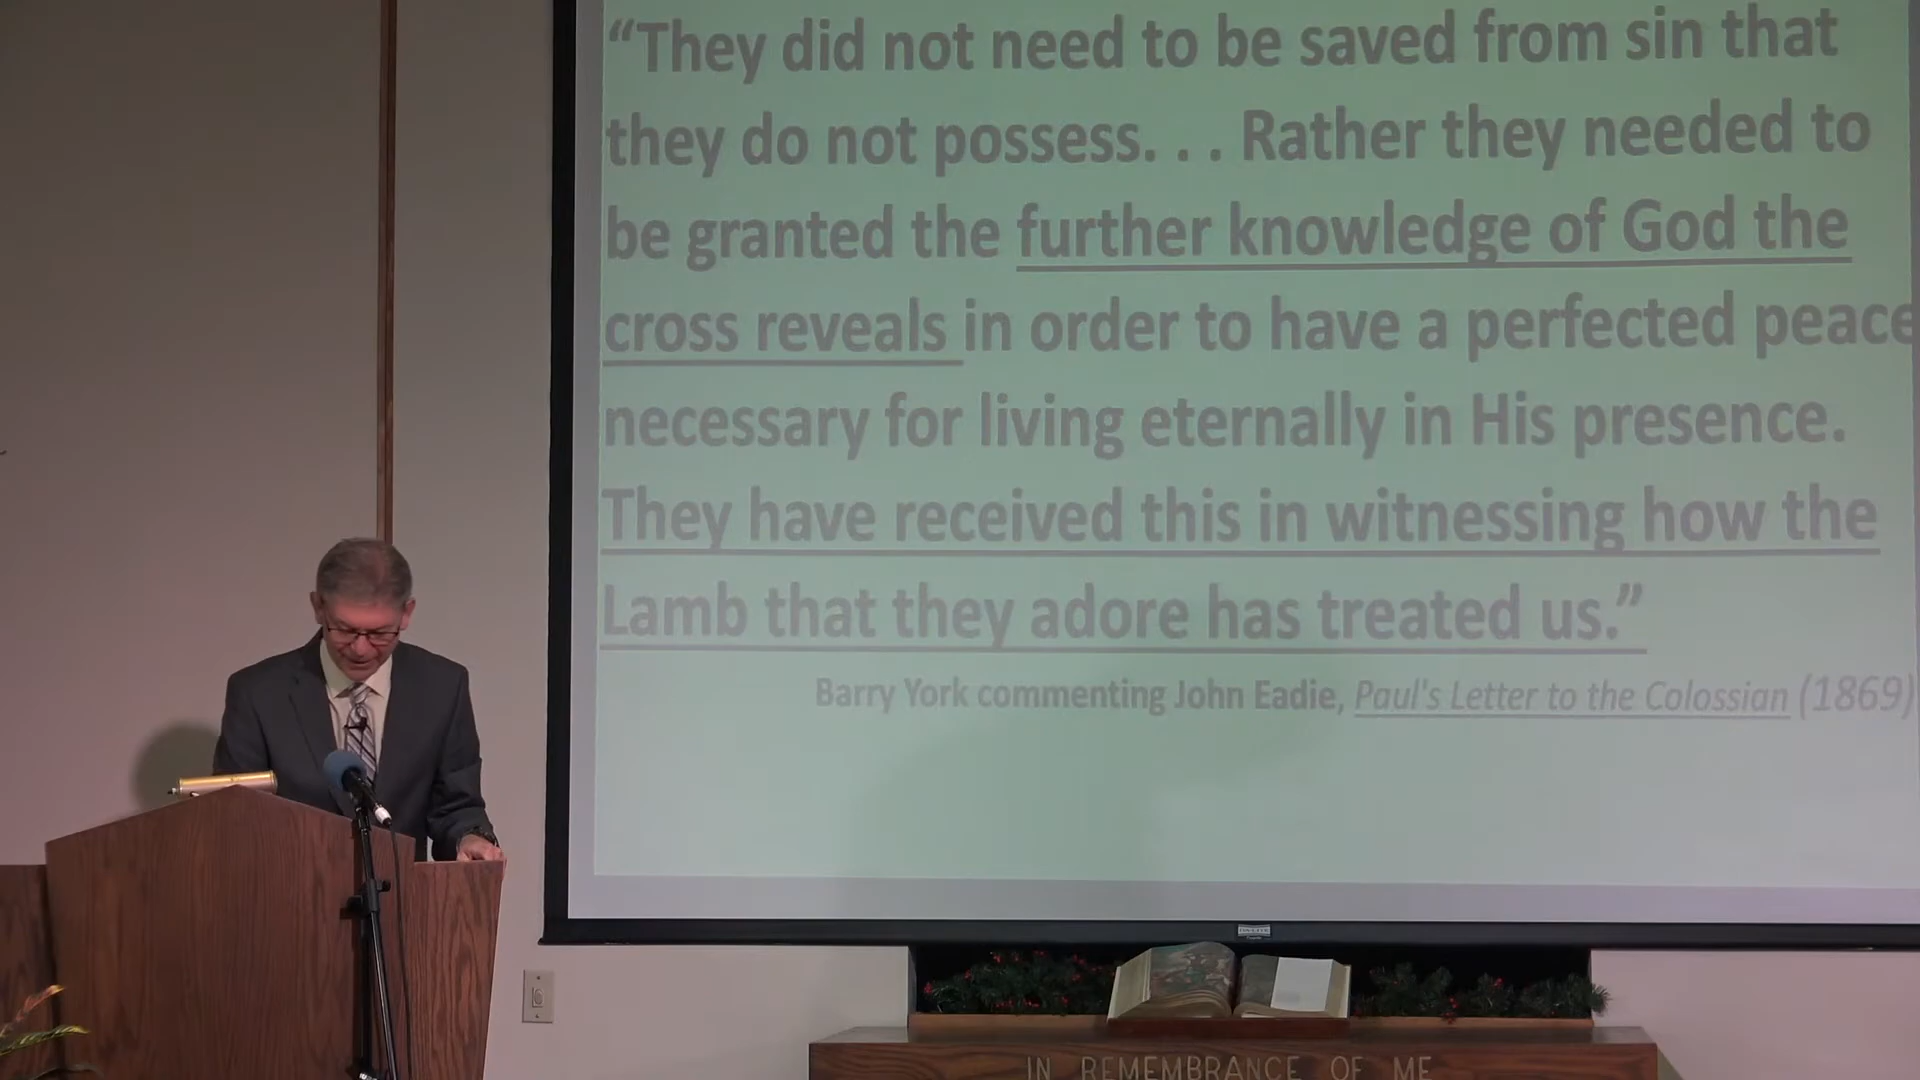 “They did not need to be saved from sin that
they do not possess. . . Rather they needed to
be granted the further knowledge of God the
cross reveals in order to have a perfected peace
necessary for living eternally in His presence.
They have received this in witnessing how the
Lamb that they adore has treated us.”
Barry York commenting John Eadie, Paul's Letter to the Colossian (1869)
IN REMEMBRANCE OF ME